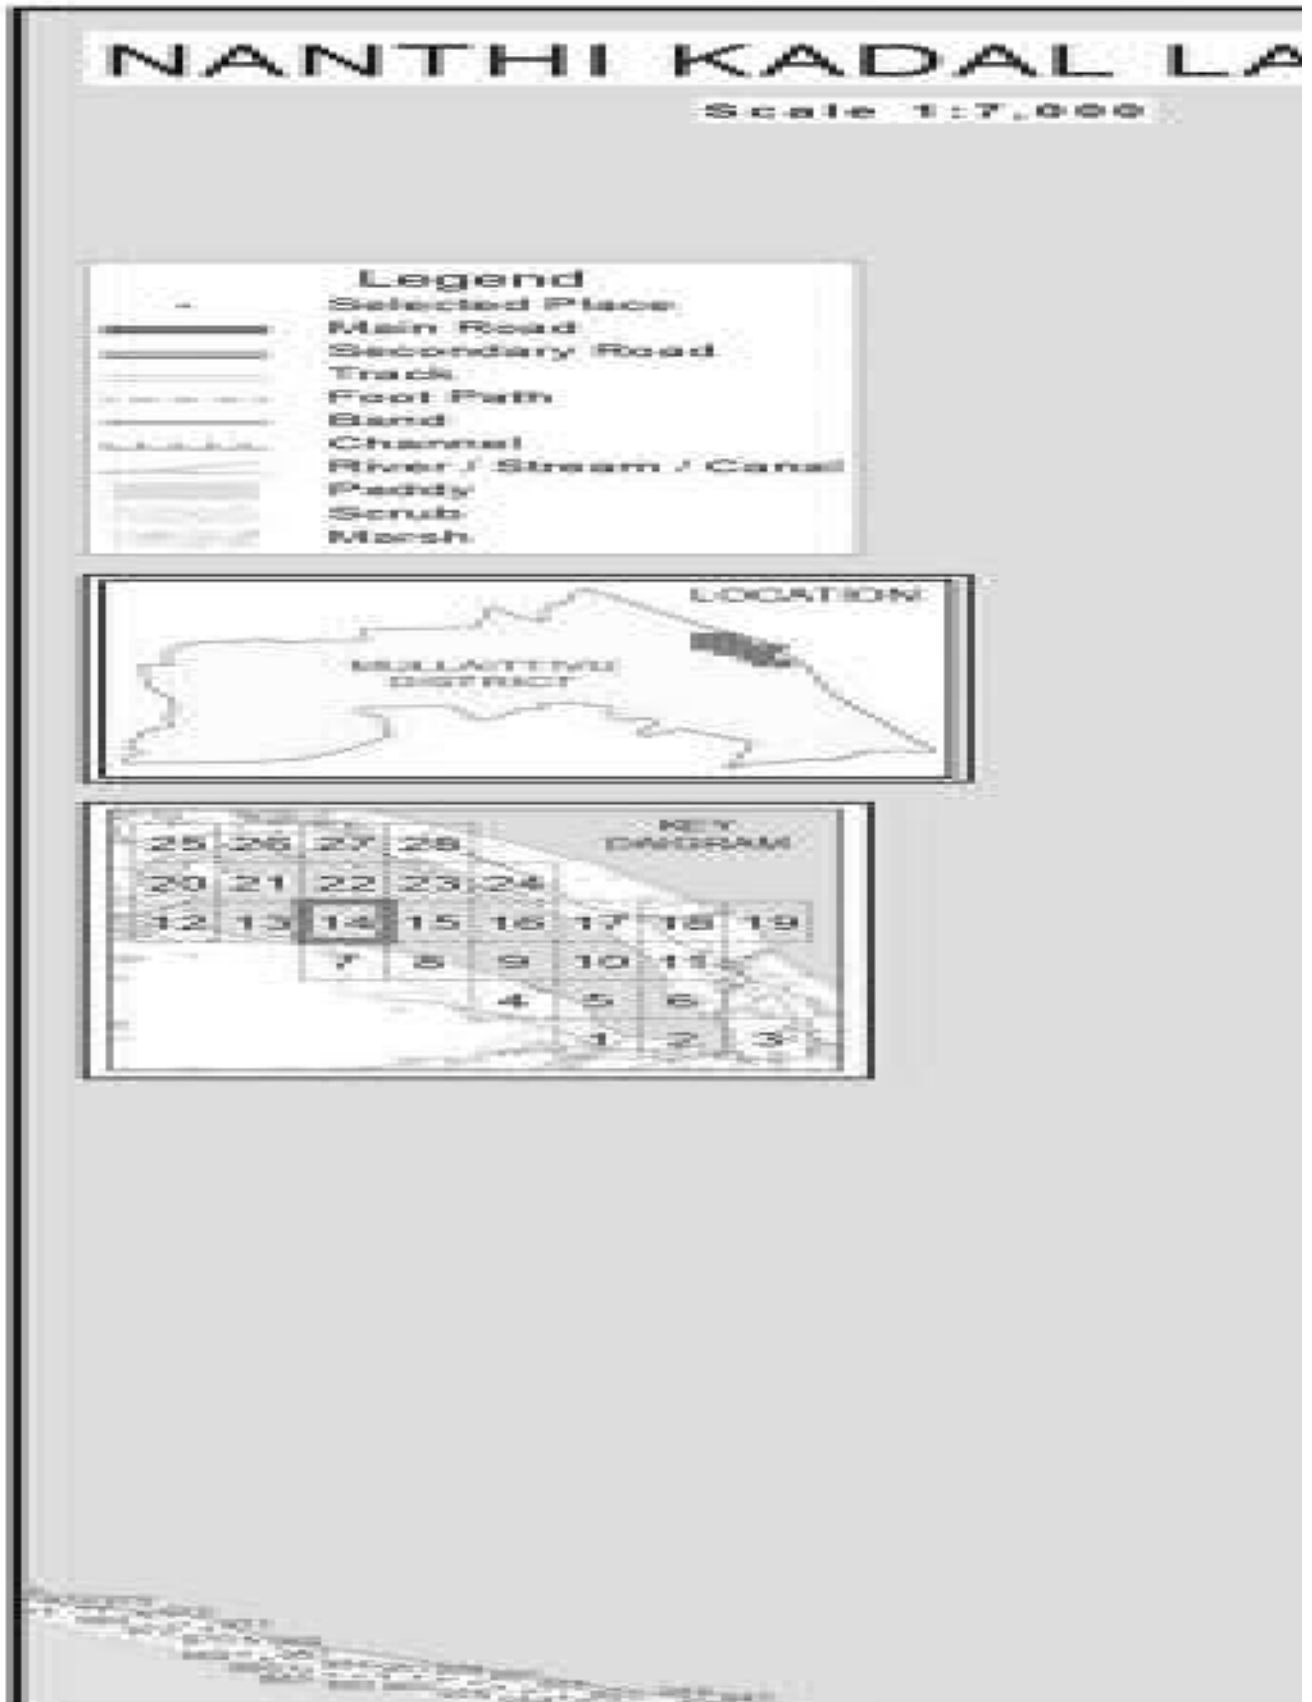 NANTHI KADAL LA
Scale 1:7,000
Legend
Selected Place
Main Road
Secondary Road
Track
Foot Path
Bund
Channel
River / Stream / Canal
Paddy
Scrub
Marsh
LOCATION
MULLAITTIVU
DISTRICT
KEY
DIAGRAM
25 26 27 28
20 21 22 23 24
12 13 14 15 16 17 18 19
7 8 9 10 11
4 5 6
1 2 3